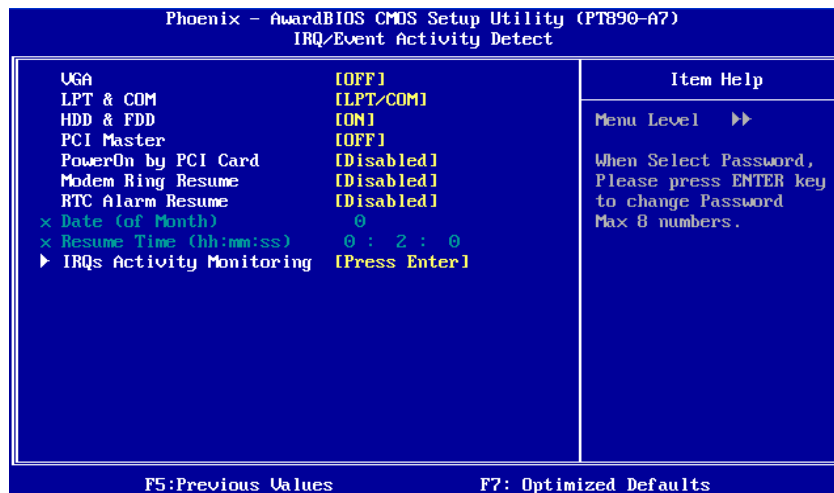 Phoenix - AwardBIOS CMOS Setup Utility (PT890-A7)
IRQ/Event Activity Detect
VGA [OFF]
LPT & COM [LPT/COM]
HDD & FDD [ON]
PCI Master [OFF]
PowerOn by PCI Card [Disabled]
Modem Ring Resume [Disabled]
RTC Alarm Resume [Disabled]
x Date (of Month) 0
x Resume Time (hh:mm:ss) 0 : 2 : 0
▶ IRQs Activity Monitoring [Press Enter]
Item Help
Menu Level ▶▶
When Select Password,
Please press ENTER key
to change Password
Max 8 numbers.
F5:Previous Values F7: Optimized Defaults